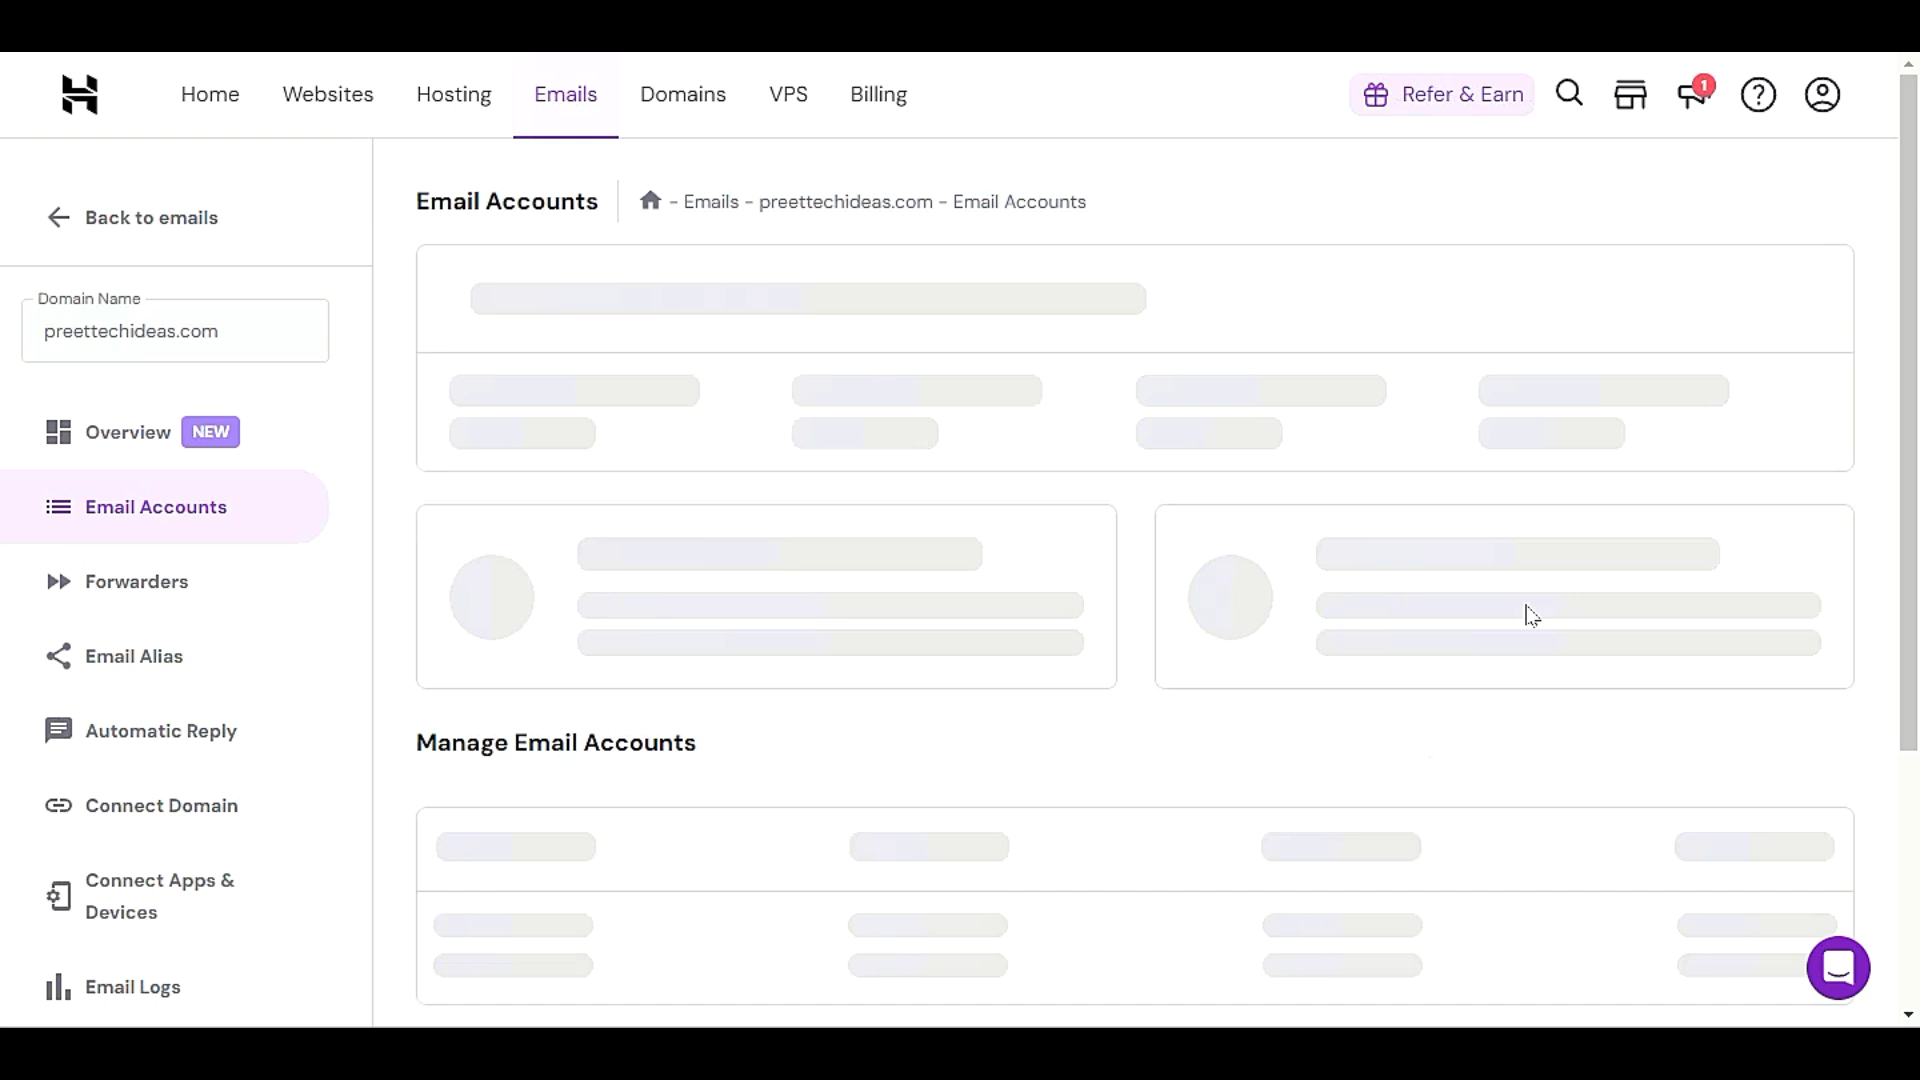 Home Websites Hosting Emails Domains VPS Billing Refer & Earn 1
Email Accounts - Emails - preettechideas.com - Email Accounts
Back to emails
Domain Name
preettechideas.com
Overview NEW
Email Accounts
Forwarders
Email Alias
Automatic Reply
Connect Domain
Connect Apps &
Devices
Email Logs
Manage Email Accounts